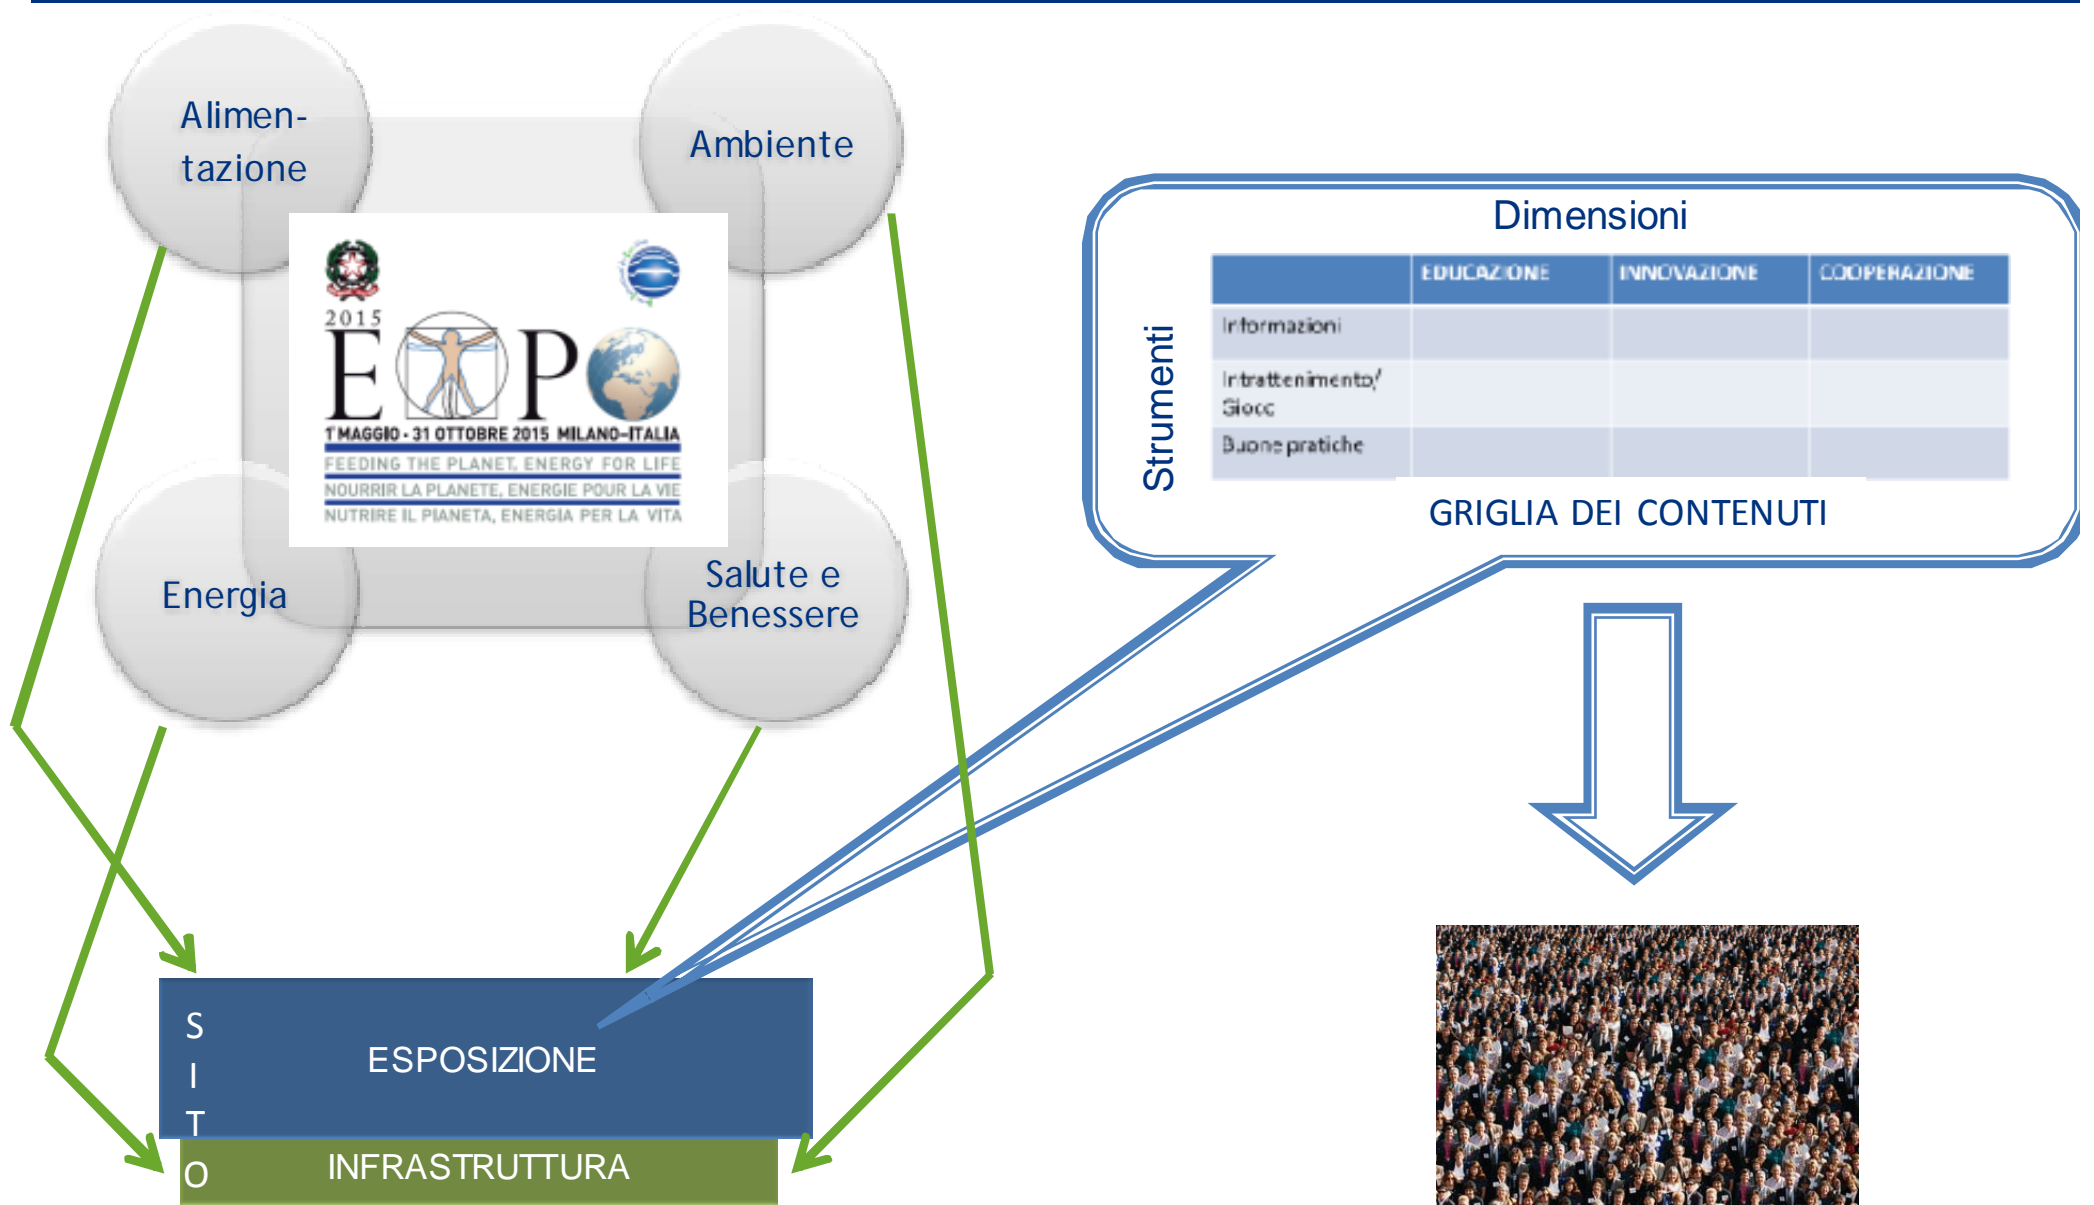 Alimen-
tazione
Ambiente
2015
EXPO
1 MAGGIO - 31 OTTOBRE 2015 MILANO-ITALIA
FEEDING THE PLANET, ENERGY FOR LIFE
NOURRIR LA PLANETE, ENERGIE POUR LA VIE
NUTRIRE IL PIANETA, ENERGIA PER LA VITA
Energia
Salute e
Benessere
Dimensioni
Strumenti
EDUCAZIONE INNOVAZIONE COOPERAZIONE
Informazioni
Intrattenimento/
Gioco
Buone pratiche
GRIGLIA DEI CONTENUTI
SITO
ESPOSIZIONE
INFRASTRUTTURA